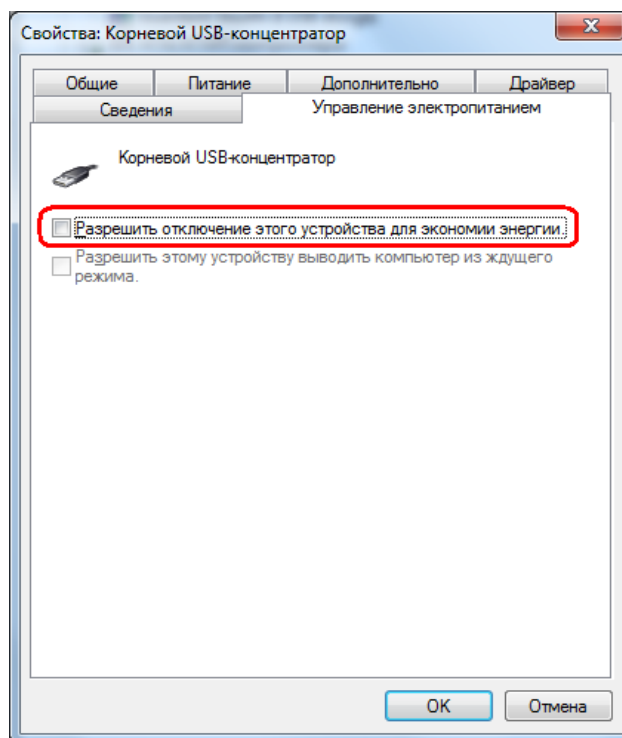 Свойства: Корневой USB-концентратор
Общие Питание Дополнительно Драйвер
Сведения Управление электропитанием
Корневой USB-концентратор
Разрешить отключение этого устройства для экономии энергии.
Разрешить этому устройству выводить компьютер из ждущего
режима.
OK Отмена